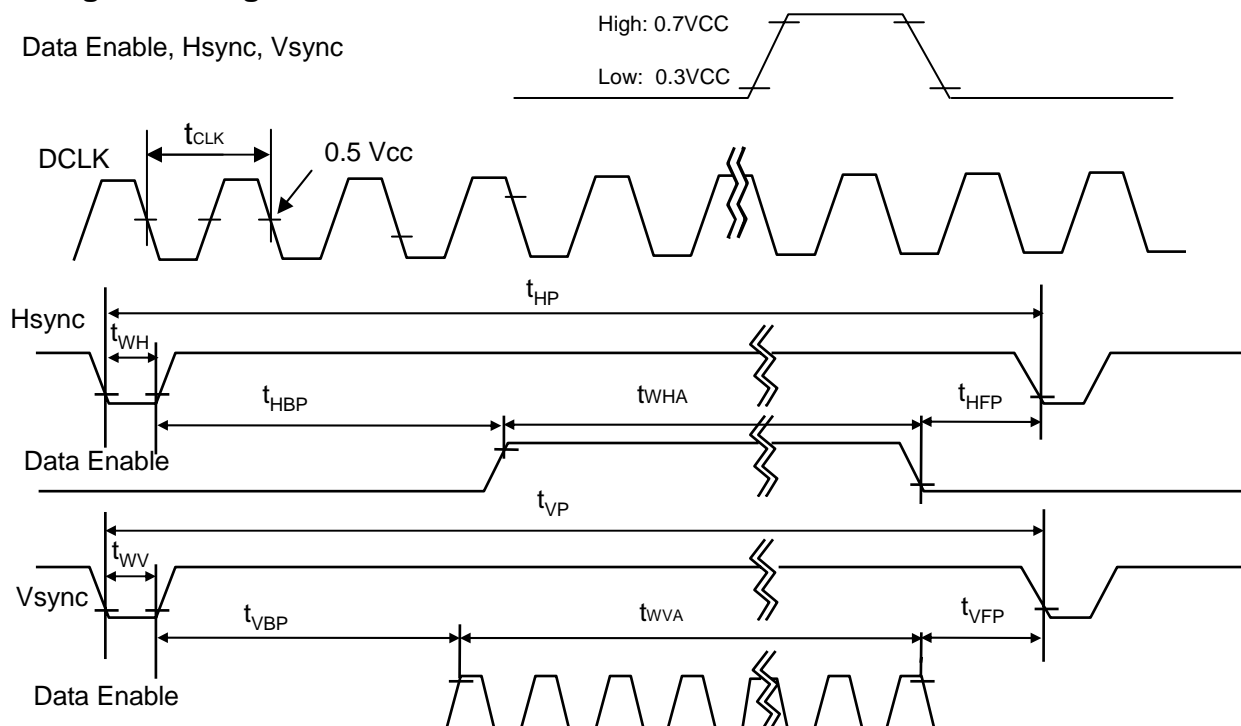 Data Enable, Hsync, Vsync
High: 0.7VCC
Low: 0.3VCC
tCLK
DCLK
0.5 Vcc
tHP
Hsync
tWH
tHBP
tWHA
tHFP
Data Enable
tVP
tWV
Vsync
tVBP
tWVA
tVFP
Data Enable